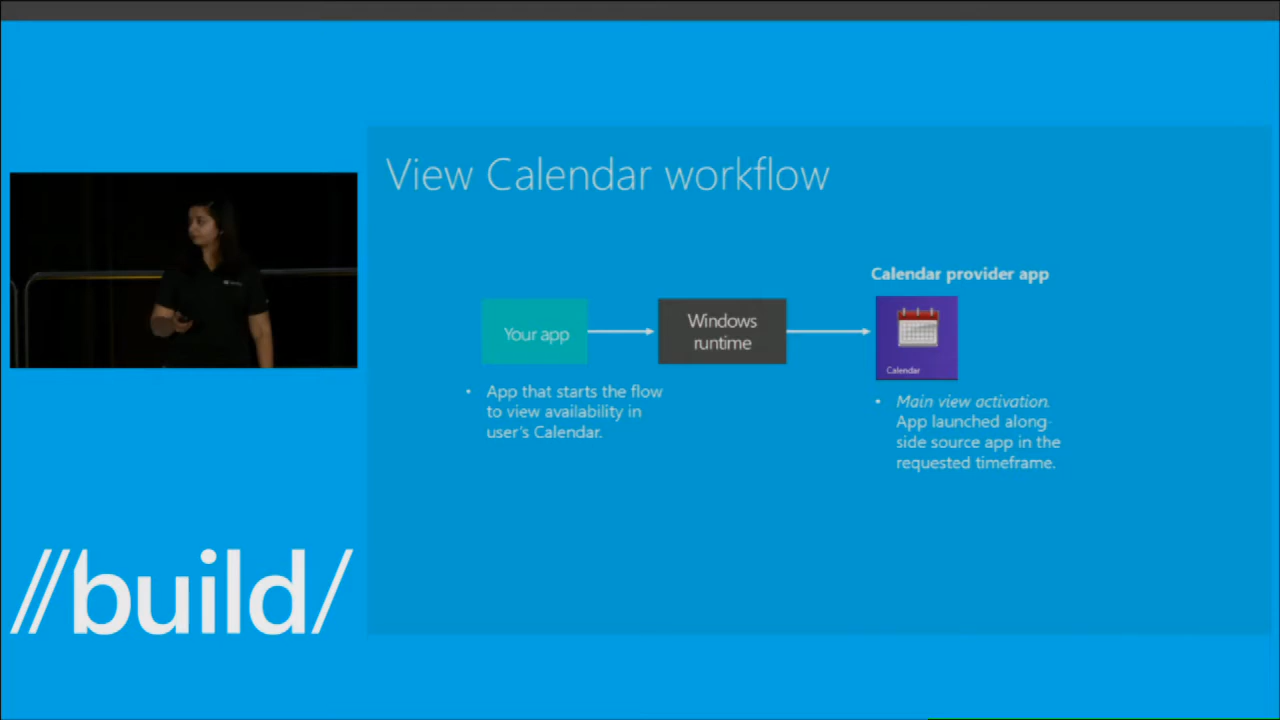 View Calendar workflow
Calendar provider app
Your app
Windows
runtime
Calendar
• App that starts the flow
to view availability in
user's Calendar.
• Main view activation.
App launched along-
side source app in the
requested timeframe.
//build/